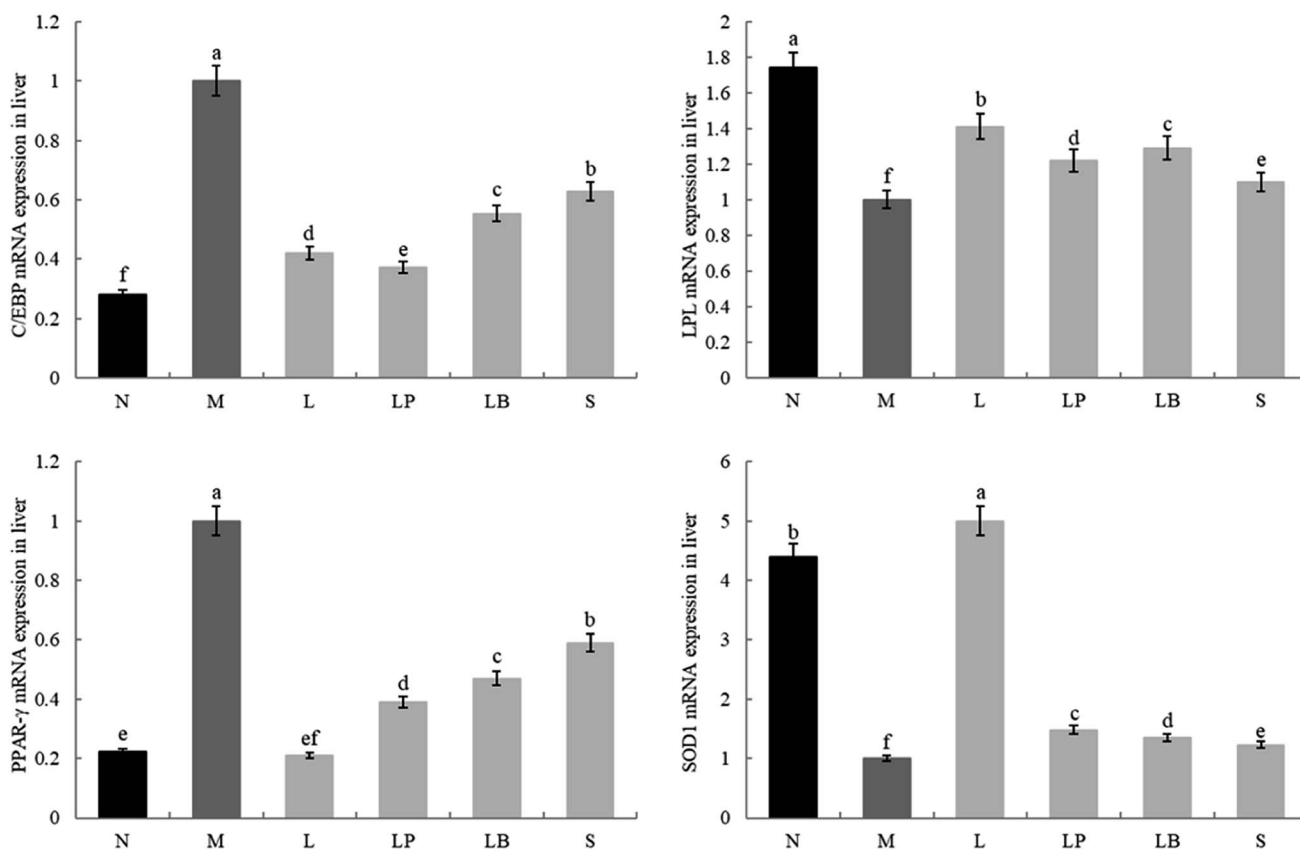 C/EBP mRNA expression in liver
1.2
1
0.8
0.6
0.4
0.2
0
f
a
d
e
c
b
N M L LP LB S
LPL mRNA expression in liver
2
1.8
1.6
1.4
1.2
1
0.8
0.6
0.4
0.2
0
a
f
b
d
c
e
N M L LP LB S
PPAR-γ mRNA expression in liver
1.2
1
0.8
0.6
0.4
0.2
0
e
a
ef
d
c
b
N M L LP LB S
SOD1 mRNA expression in liver
6
5
4
3
2
1
0
b
f
a
c
d
e
N M L LP LB S